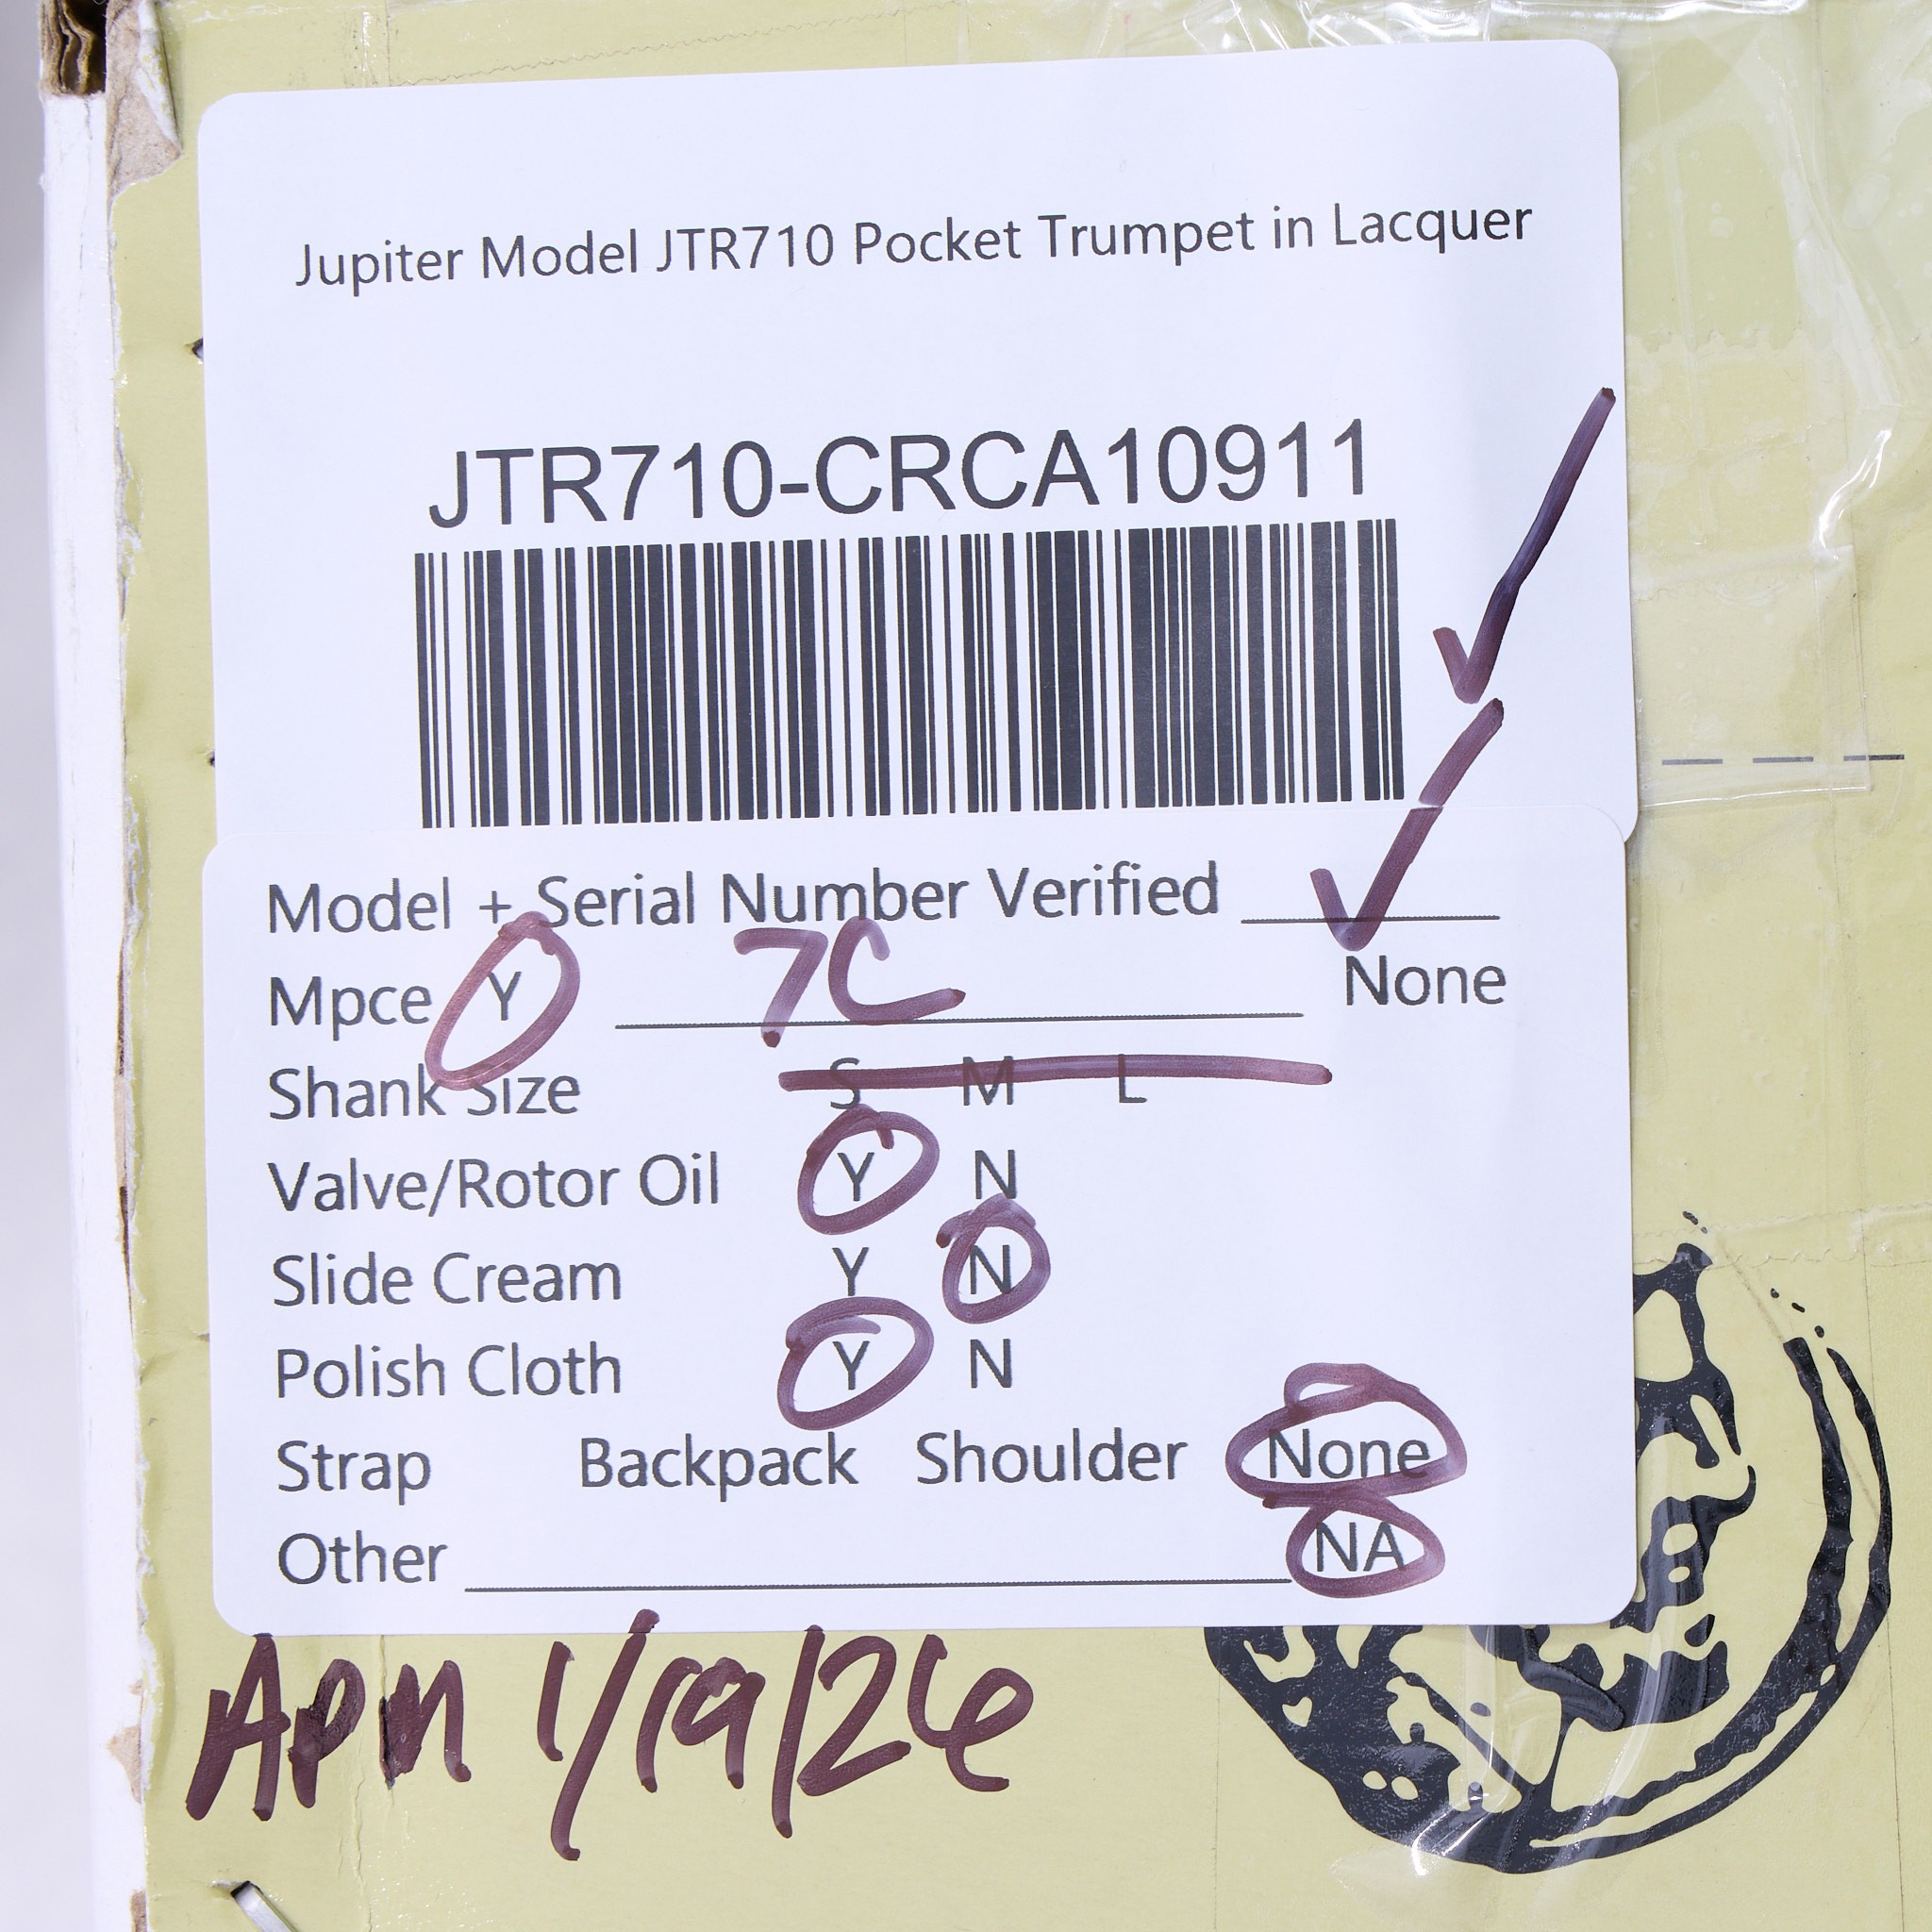 Jupiter Model JTR710 Pocket Trumpet in Lacquer
JTR710-CRCA10911
Model + Serial Number Verified ✓
Mpce Y 7C None
Shank Size S M L
Valve/Rotor Oil Y N
Slide Cream Y N
Polish Cloth Y N
Strap Backpack Shoulder None
Other NA
APM 1/19/26